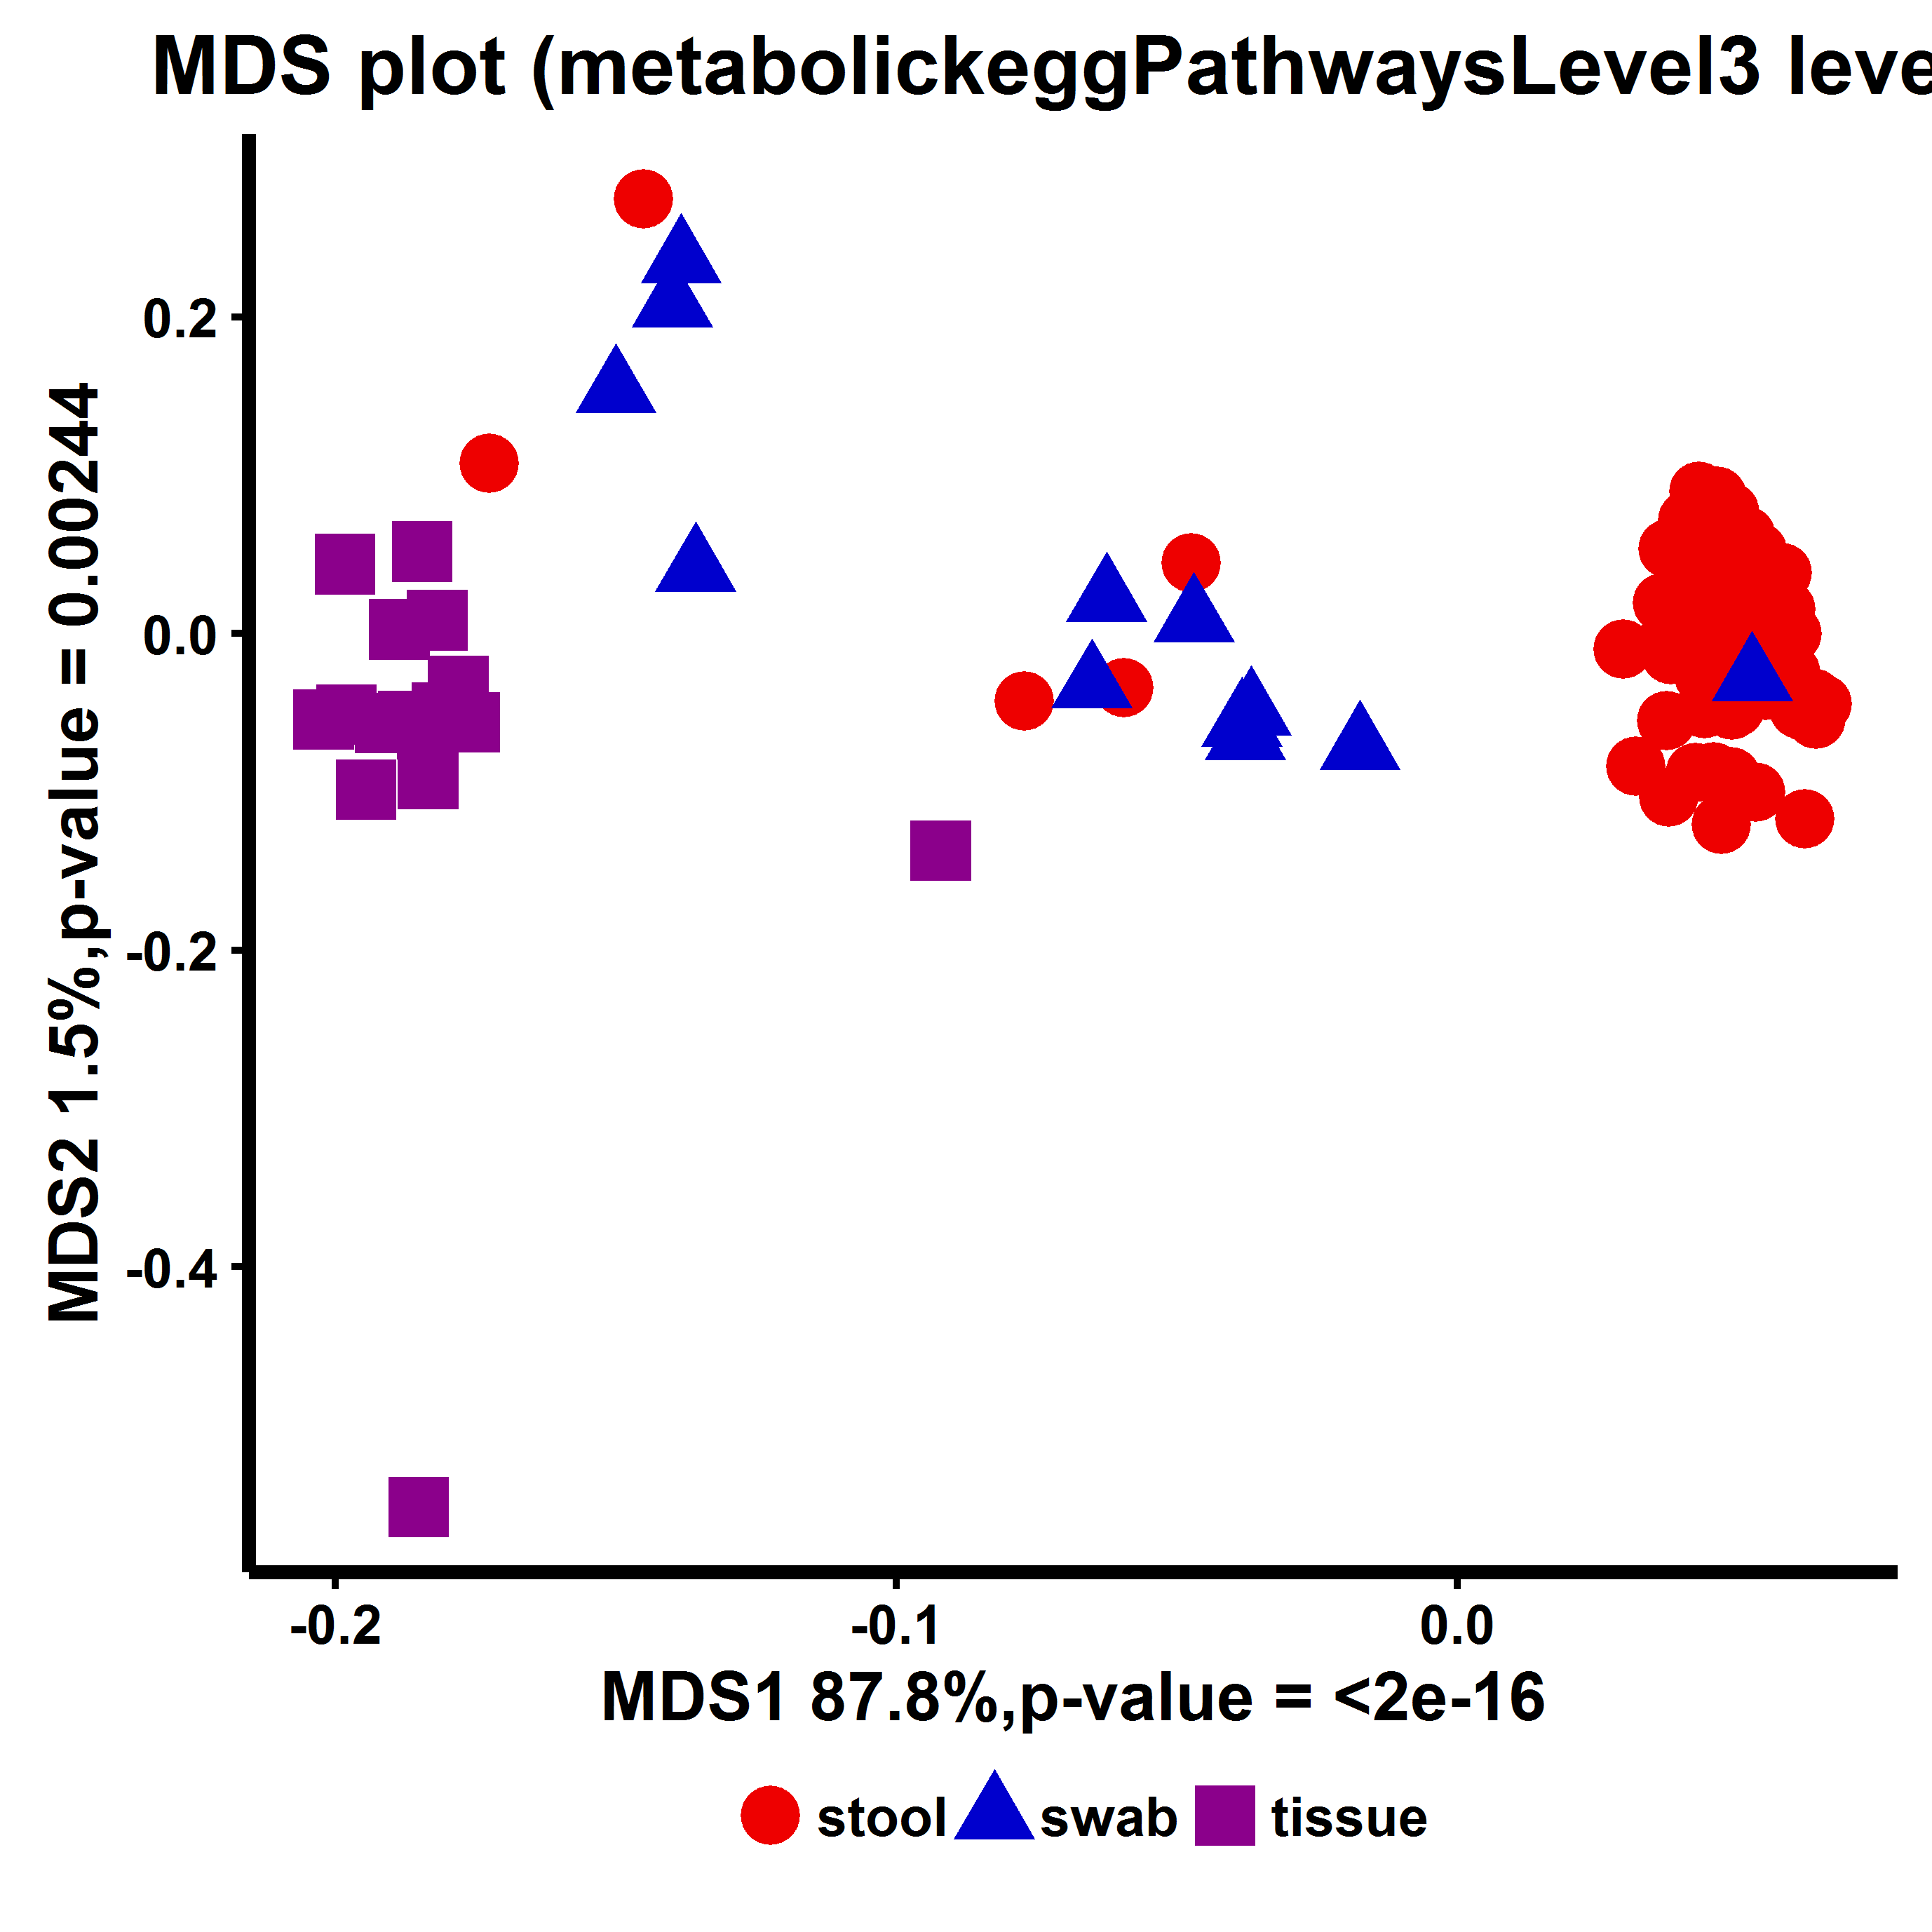 MDS plot (metabolickeggPathwaysLevel3 leve
MDS2 1.5%,p-value = 0.00244
0.2
0.0
-0.2
-0.4
-0.2 -0.1 0.0
MDS1 87.8%,p-value = <2e-16
stool swab tissue